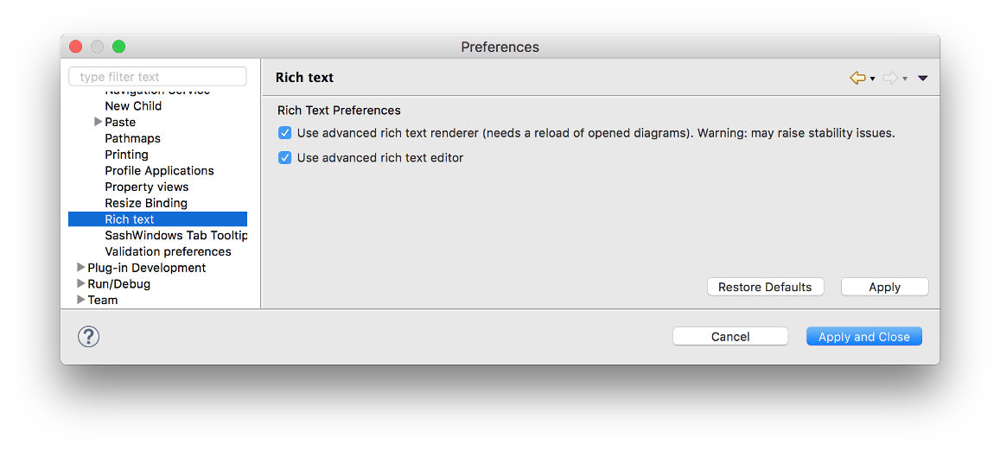 Preferences
type filter text
Navigation Service
New Child
Paste
Pathmaps
Printing
Profile Applications
Property views
Resize Binding
Rich text
SashWindows Tab Tooltip
Validation preferences
Plug-in Development
Run/Debug
Team
Rich text
Rich Text Preferences
Use advanced rich text renderer (needs a reload of opened diagrams). Warning: may raise stability issues.
Use advanced rich text editor
Restore Defaults
Apply
?
Cancel
Apply and Close